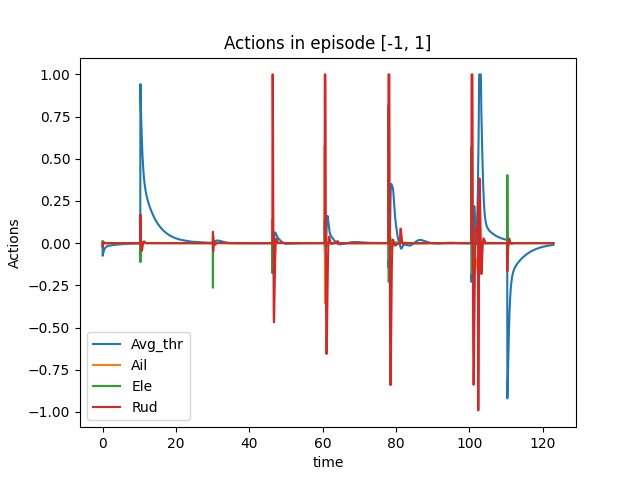 Actions in episode [-1, 1]
1.00
0.75
0.50
0.25
0.00
−0.25
−0.50
−0.75
−1.00
Actions
Avg_thr
Ail
Ele
Rud
0 20 40 60 80 100 120
time